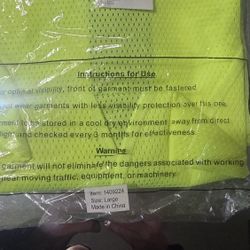 Instructions for Use
optimal visibility, front of garment must be fastened
wear garments with less visibility protection over this one.
ment to be stored in a cool dry environment away from direct
light and checked every 3 months for effectiveness.
Warning
garment will not eliminate the dangers associated with working
near moving traffic, equipment, or machinery.
Item: 1409224
Size: Large
Made in China